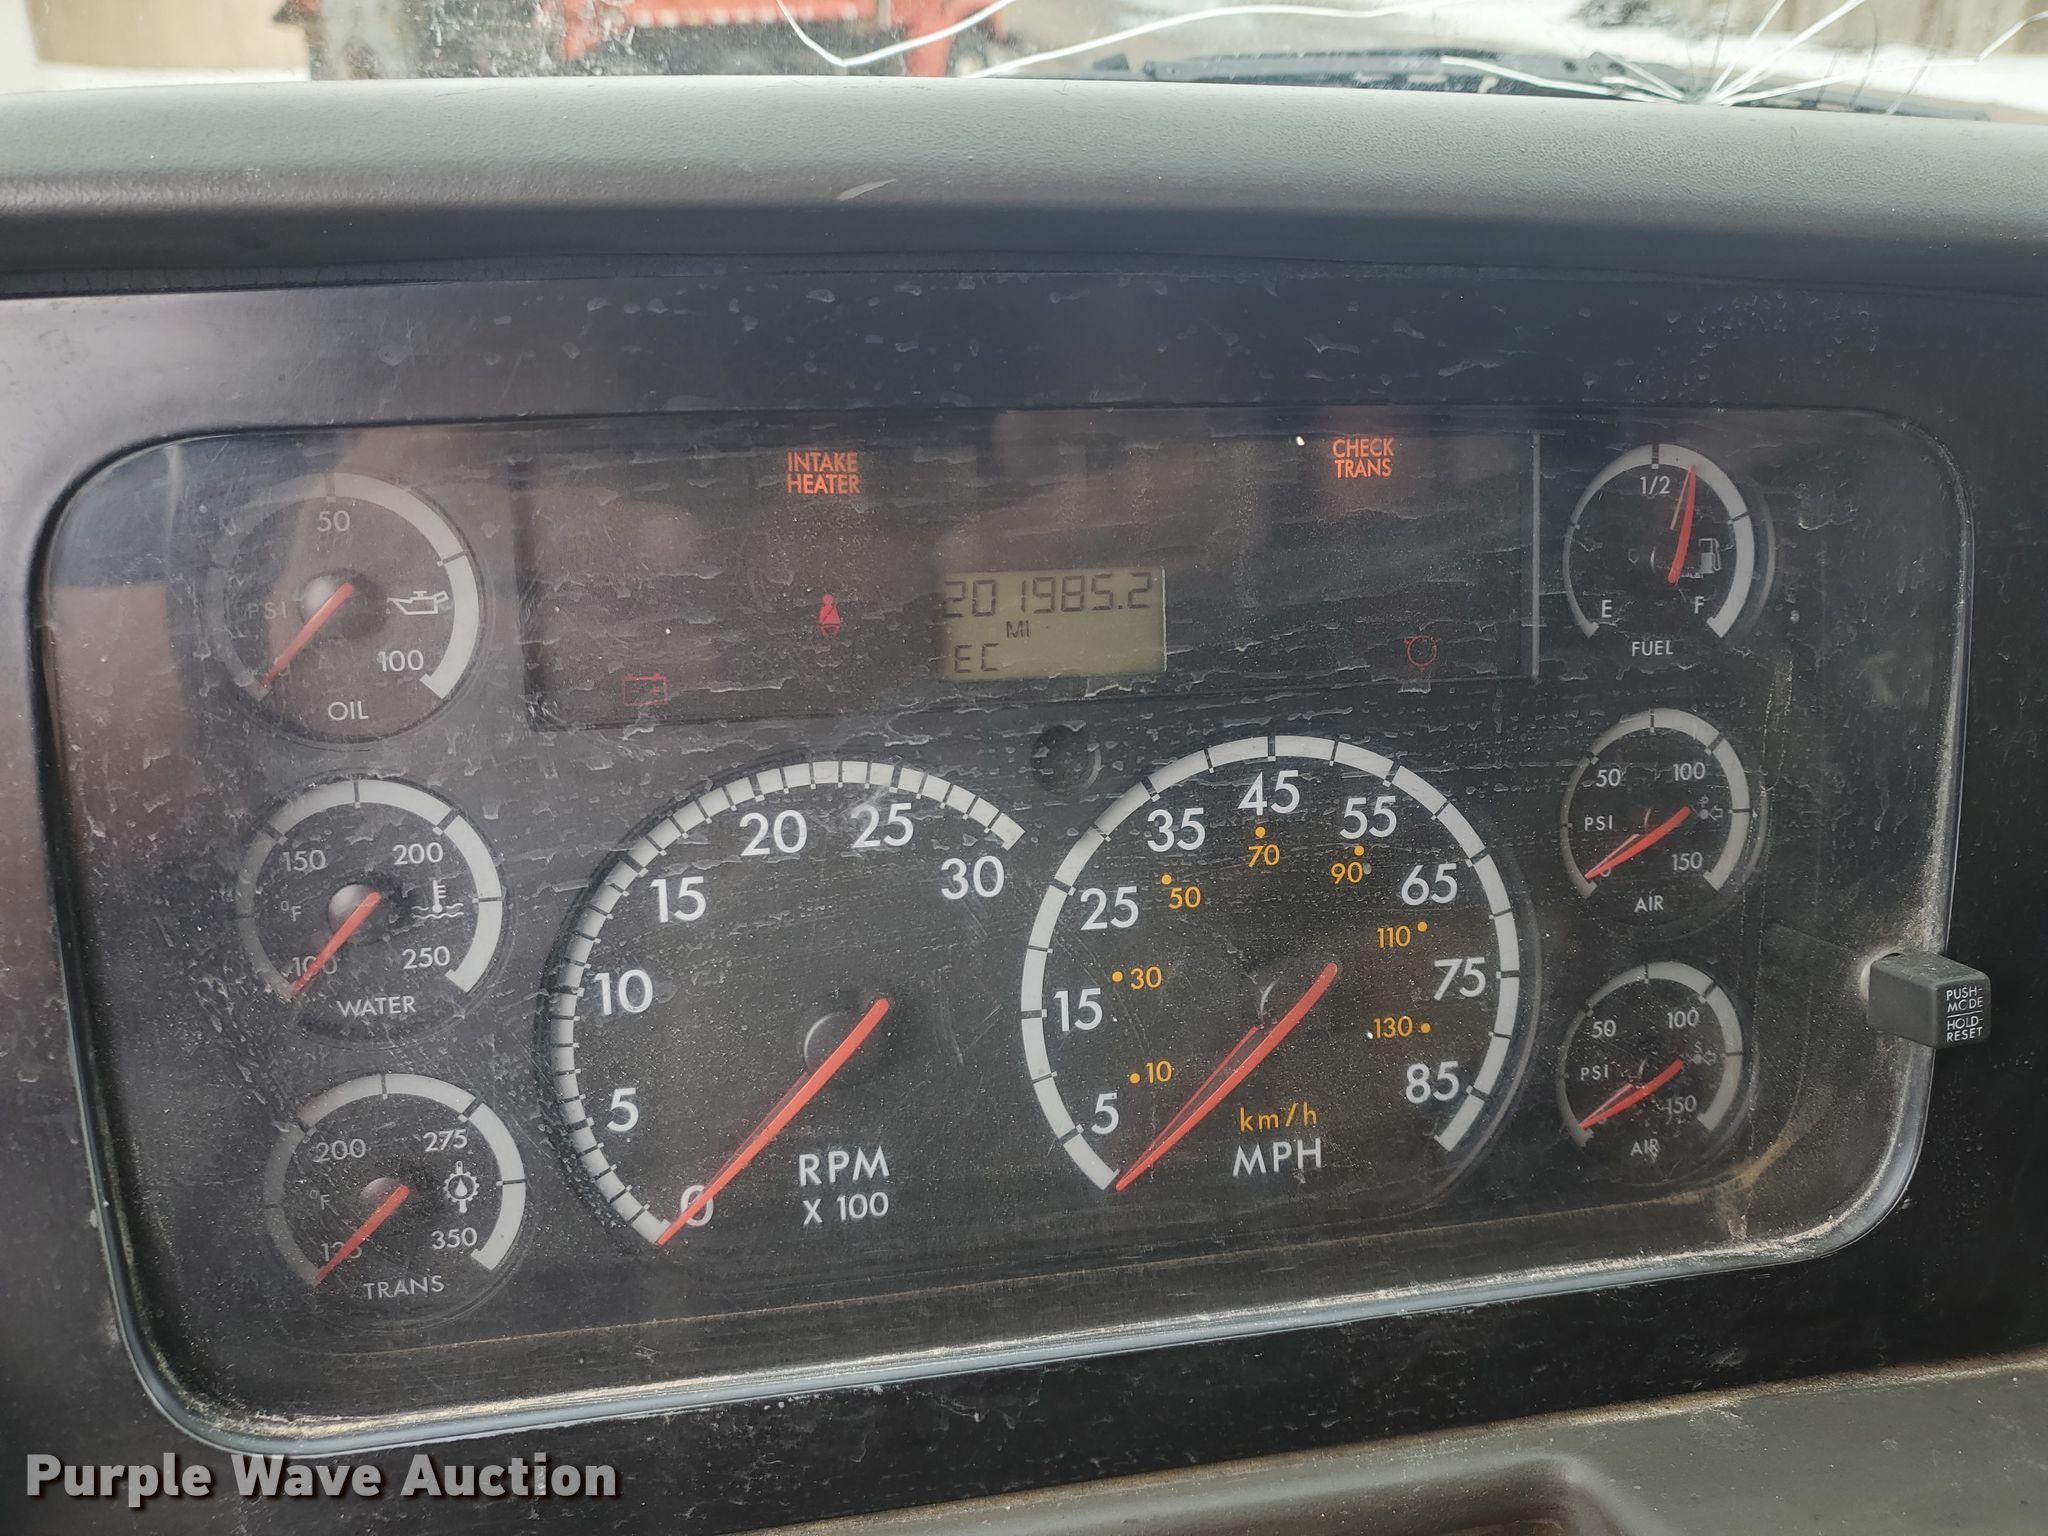 INTAKE
HEATER
CHECK
TRANS
50
PSI
100
OIL
201985.2
MI
EC
1/2
E
F
FUEL
150
200
°F
100
250
WATER
200
275
°F
350
TRANS
0
5
10
15
20
25
30
RPM
X 100
5
15
25
35
45
55
65
75
85
10
30
50
70
90
110
130
km/h
MPH
50
100
PSI
P
0
150
AIR
50
100
PSI
S
150
AIR
PUSH-
MODE
HOLD-
RESET
Purple Wave Auction